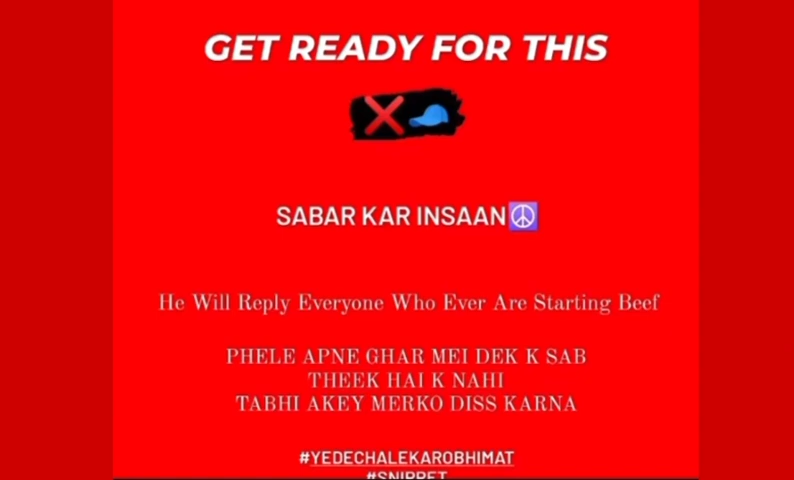 GET READY FOR THIS
❌🧢
SABAR KAR INSAAN☮️
He Will Reply Everyone Who Ever Are Starting Beef
PHELE APNE GHAR MEI DEK K SAB
THEEK HAI K NAHI
TABHI AKEY MERKO DISS KARNA
#YEDECHALEKAROBHIMAT
#SNIPPET